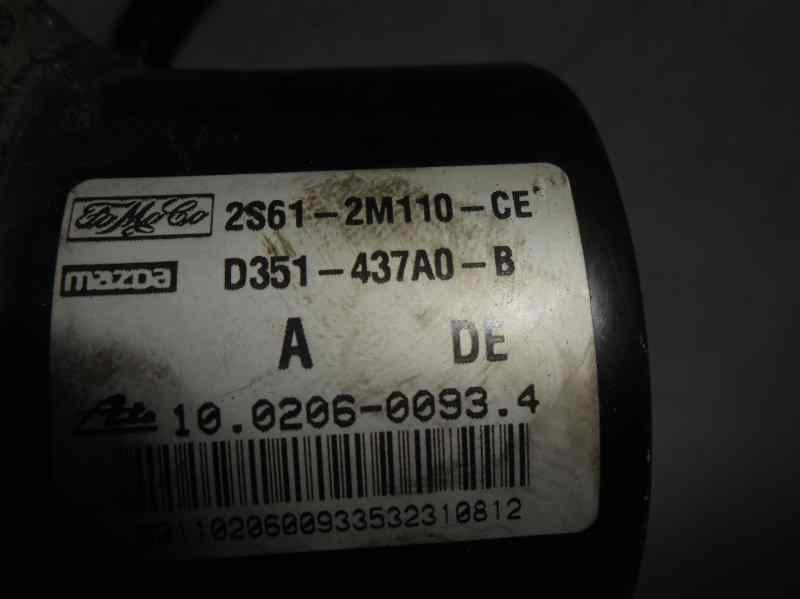 FoMoCo 2S61-2M110-CE
mazda D351-437A0-B
A DE
Ate 10.0206-0093.4